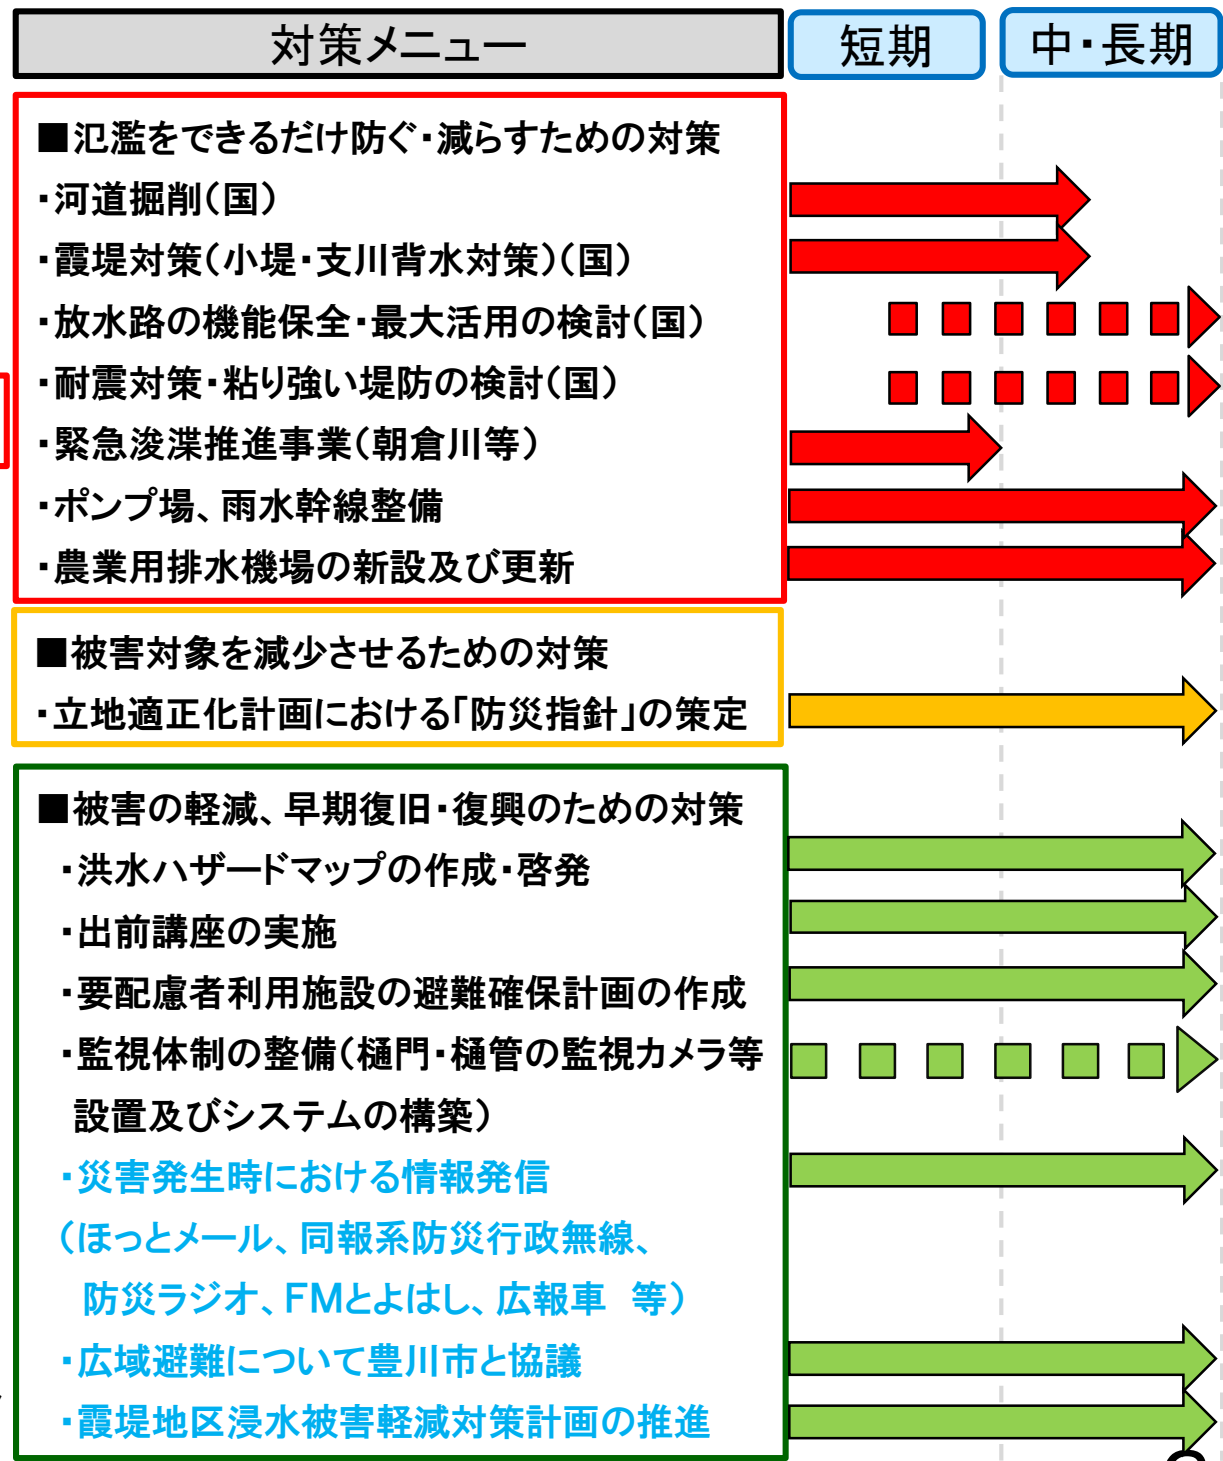 対策メニュー
短期
中・長期
■氾濫をできるだけ防ぐ・減らすための対策
・河道掘削(国)
・霞堤対策(小堤・支川背水対策)(国)
・放水路の機能保全・最大活用の検討(国)
・耐震対策・粘り強い堤防の検討(国)
・緊急浚渫推進事業(朝倉川等)
・ポンプ場、雨水幹線整備
・農業用排水機場の新設及び更新
■被害対象を減少させるための対策
・立地適正化計画における「防災指針」の策定
■被害の軽減、早期復旧・復興のための対策
・洪水ハザードマップの作成・啓発
・出前講座の実施
・要配慮者利用施設の避難確保計画の作成
・監視体制の整備(樋門・樋管の監視カメラ等
設置及びシステムの構築)
・災害発生時における情報発信
(ほっとメール、同報系防災行政無線、
防災ラジオ、FMとよはし、広報車　等)
・広域避難について豊川市と協議
・霞堤地区浸水被害軽減対策計画の推進